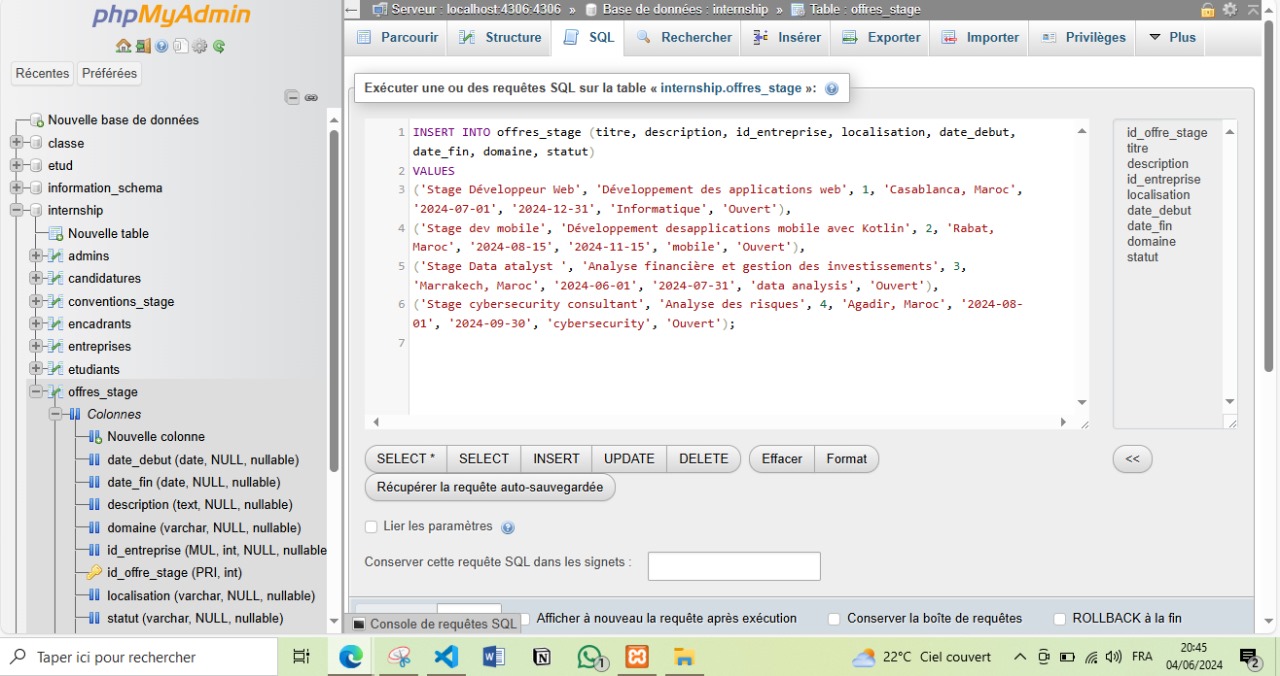 phpMyAdmin
Récentes
Préférées
Nouvelle base de données
classe
etud
information_schema
internship
Nouvelle table
admins
candidatures
conventions_stage
encadrants
entreprises
etudiants
offres_stage
Colonnes
Nouvelle colonne
date_debut (date, NULL, nullable)
date_fin (date, NULL, nullable)
description (text, NULL, nullable)
domaine (varchar, NULL, nullable)
id_entreprise (MUL, int, NULL, nullable
id_offre_stage (PRI, int)
localisation (varchar, NULL, nullable)
statut (varchar, NULL, nullable)
Serveur : localhost:4306:4306 » Base de données : internship » Table : offres_stage
Parcourir Structure SQL Rechercher Insérer Exporter Importer Privilèges Plus
Exécuter une ou des requêtes SQL sur la table « internship.offres_stage »:
1 INSERT INTO offres_stage (titre, description, id_entreprise, localisation, date_debut,
date_fin, domaine, statut)
2 VALUES
3 ('Stage Développeur Web', 'Développement des applications web', 1, 'Casablanca, Maroc',
'2024-07-01', '2024-12-31', 'Informatique', 'Ouvert'),
4 ('Stage dev mobile', 'Développement desapplications mobile avec Kotlin', 2, 'Rabat,
Maroc', '2024-08-15', '2024-11-15', 'mobile', 'Ouvert'),
5 ('Stage Data atalyst ', 'Analyse financière et gestion des investissements', 3,
'Marrakech, Maroc', '2024-06-01', '2024-07-31', 'data analysis', 'Ouvert'),
6 ('Stage cybersecurity consultant', 'Analyse des risques', 4, 'Agadir, Maroc', '2024-08-
01', '2024-09-30', 'cybersecurity', 'Ouvert');
7
id_offre_stage
titre
description
id_entreprise
localisation
date_debut
date_fin
domaine
statut
SELECT * SELECT INSERT UPDATE DELETE Effacer Format <<
Récupérer la requête auto-sauvegardée
Lier les paramètres
Conserver cette requête SQL dans les signets :
Afficher à nouveau la requête après exécution Conserver la boîte de requêtes ROLLBACK à la fin
Console de requêtes SQL
Taper ici pour rechercher
1
22°C Ciel couvert
FRA
20:45
04/06/2024
2